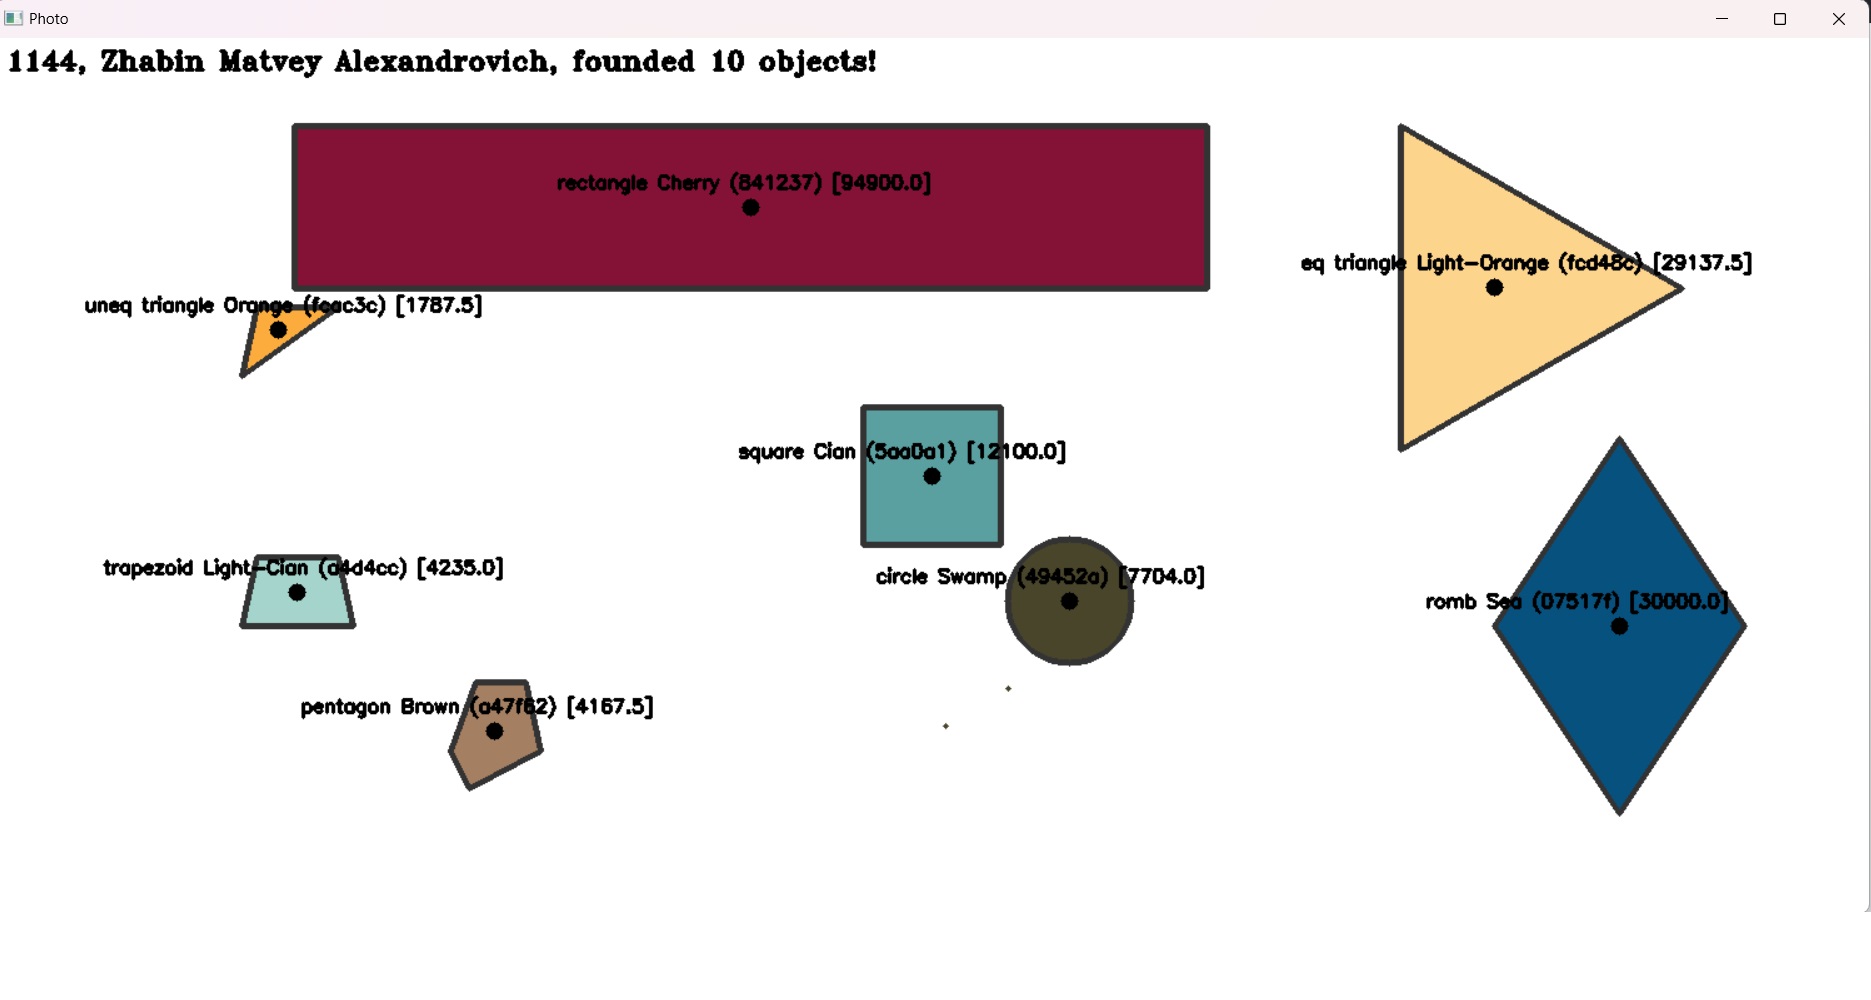 Photo
1144, Zhabin Matvey Alexandrovich, founded 10 objects!
rectangle Cherry (841237) [94900.0]
eq triangle Light-Orange (fcd48c) [29137.5]
uneq triangle Orange (fcac3c) [1787.5]
square Cian (5aa0a1) [12100.0]
trapezoid Light-Cian (a4d4cc) [4235.0]
circle Swamp (49452a) [7704.0]
romb Sea (07517f) [30000.0]
pentagon Brown (a47f62) [4167.5]